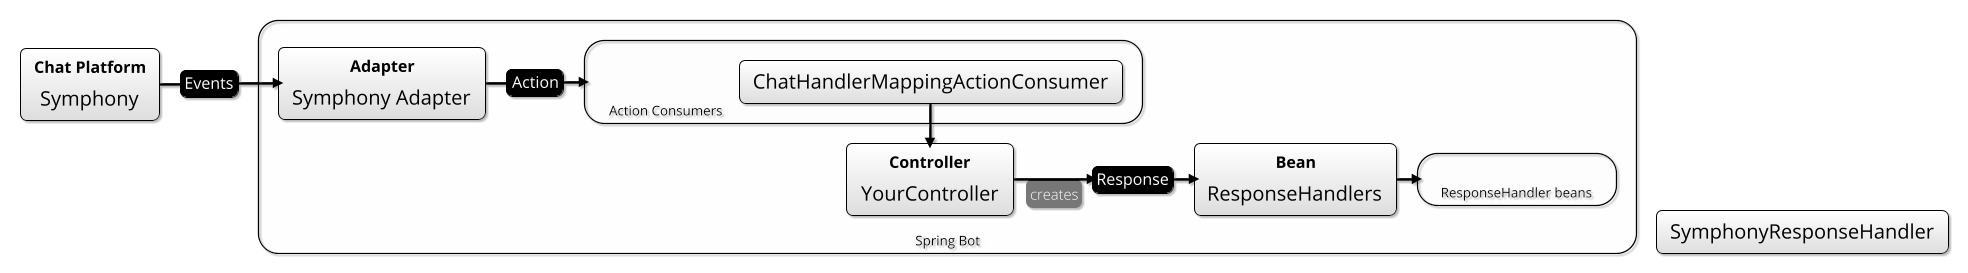 Chat Platform
Symphony
Events
Adapter
Symphony Adapter
Action
ChatHandlerMappingActionConsumer
Action Consumers
Controller
YourController
creates
Response
Bean
ResponseHandlers
ResponseHandler beans
Spring Bot
SymphonyResponseHandler